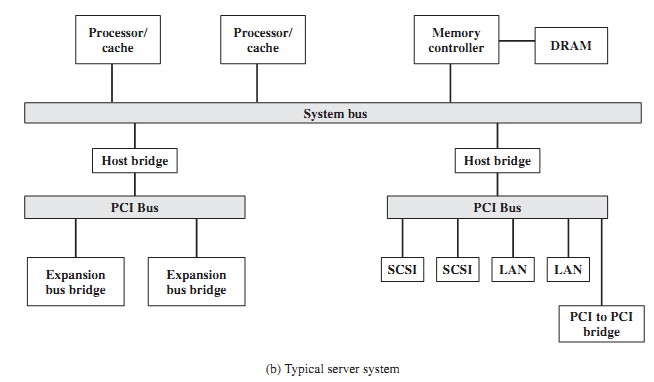 Processor/
cache
Processor/
cache
Memory
controller
DRAM
System bus
Host bridge
Host bridge
PCI Bus
PCI Bus
Expansion
bus bridge
Expansion
bus bridge
SCSI
SCSI
LAN
LAN
PCI to PCI
bridge
(b) Typical server system